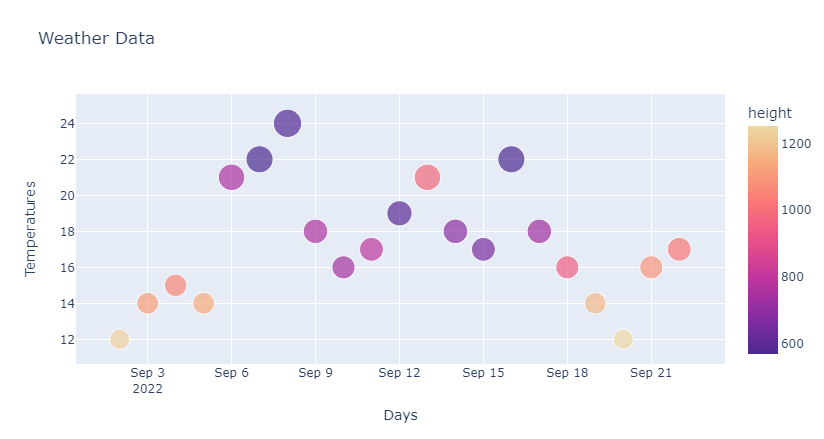 Weather Data
height
24
22
20
18
16
14
12
Temperatures
1200
1000
800
600
Sep 3
2022
Sep 6
Sep 9
Sep 12
Sep 15
Sep 18
Sep 21
Days